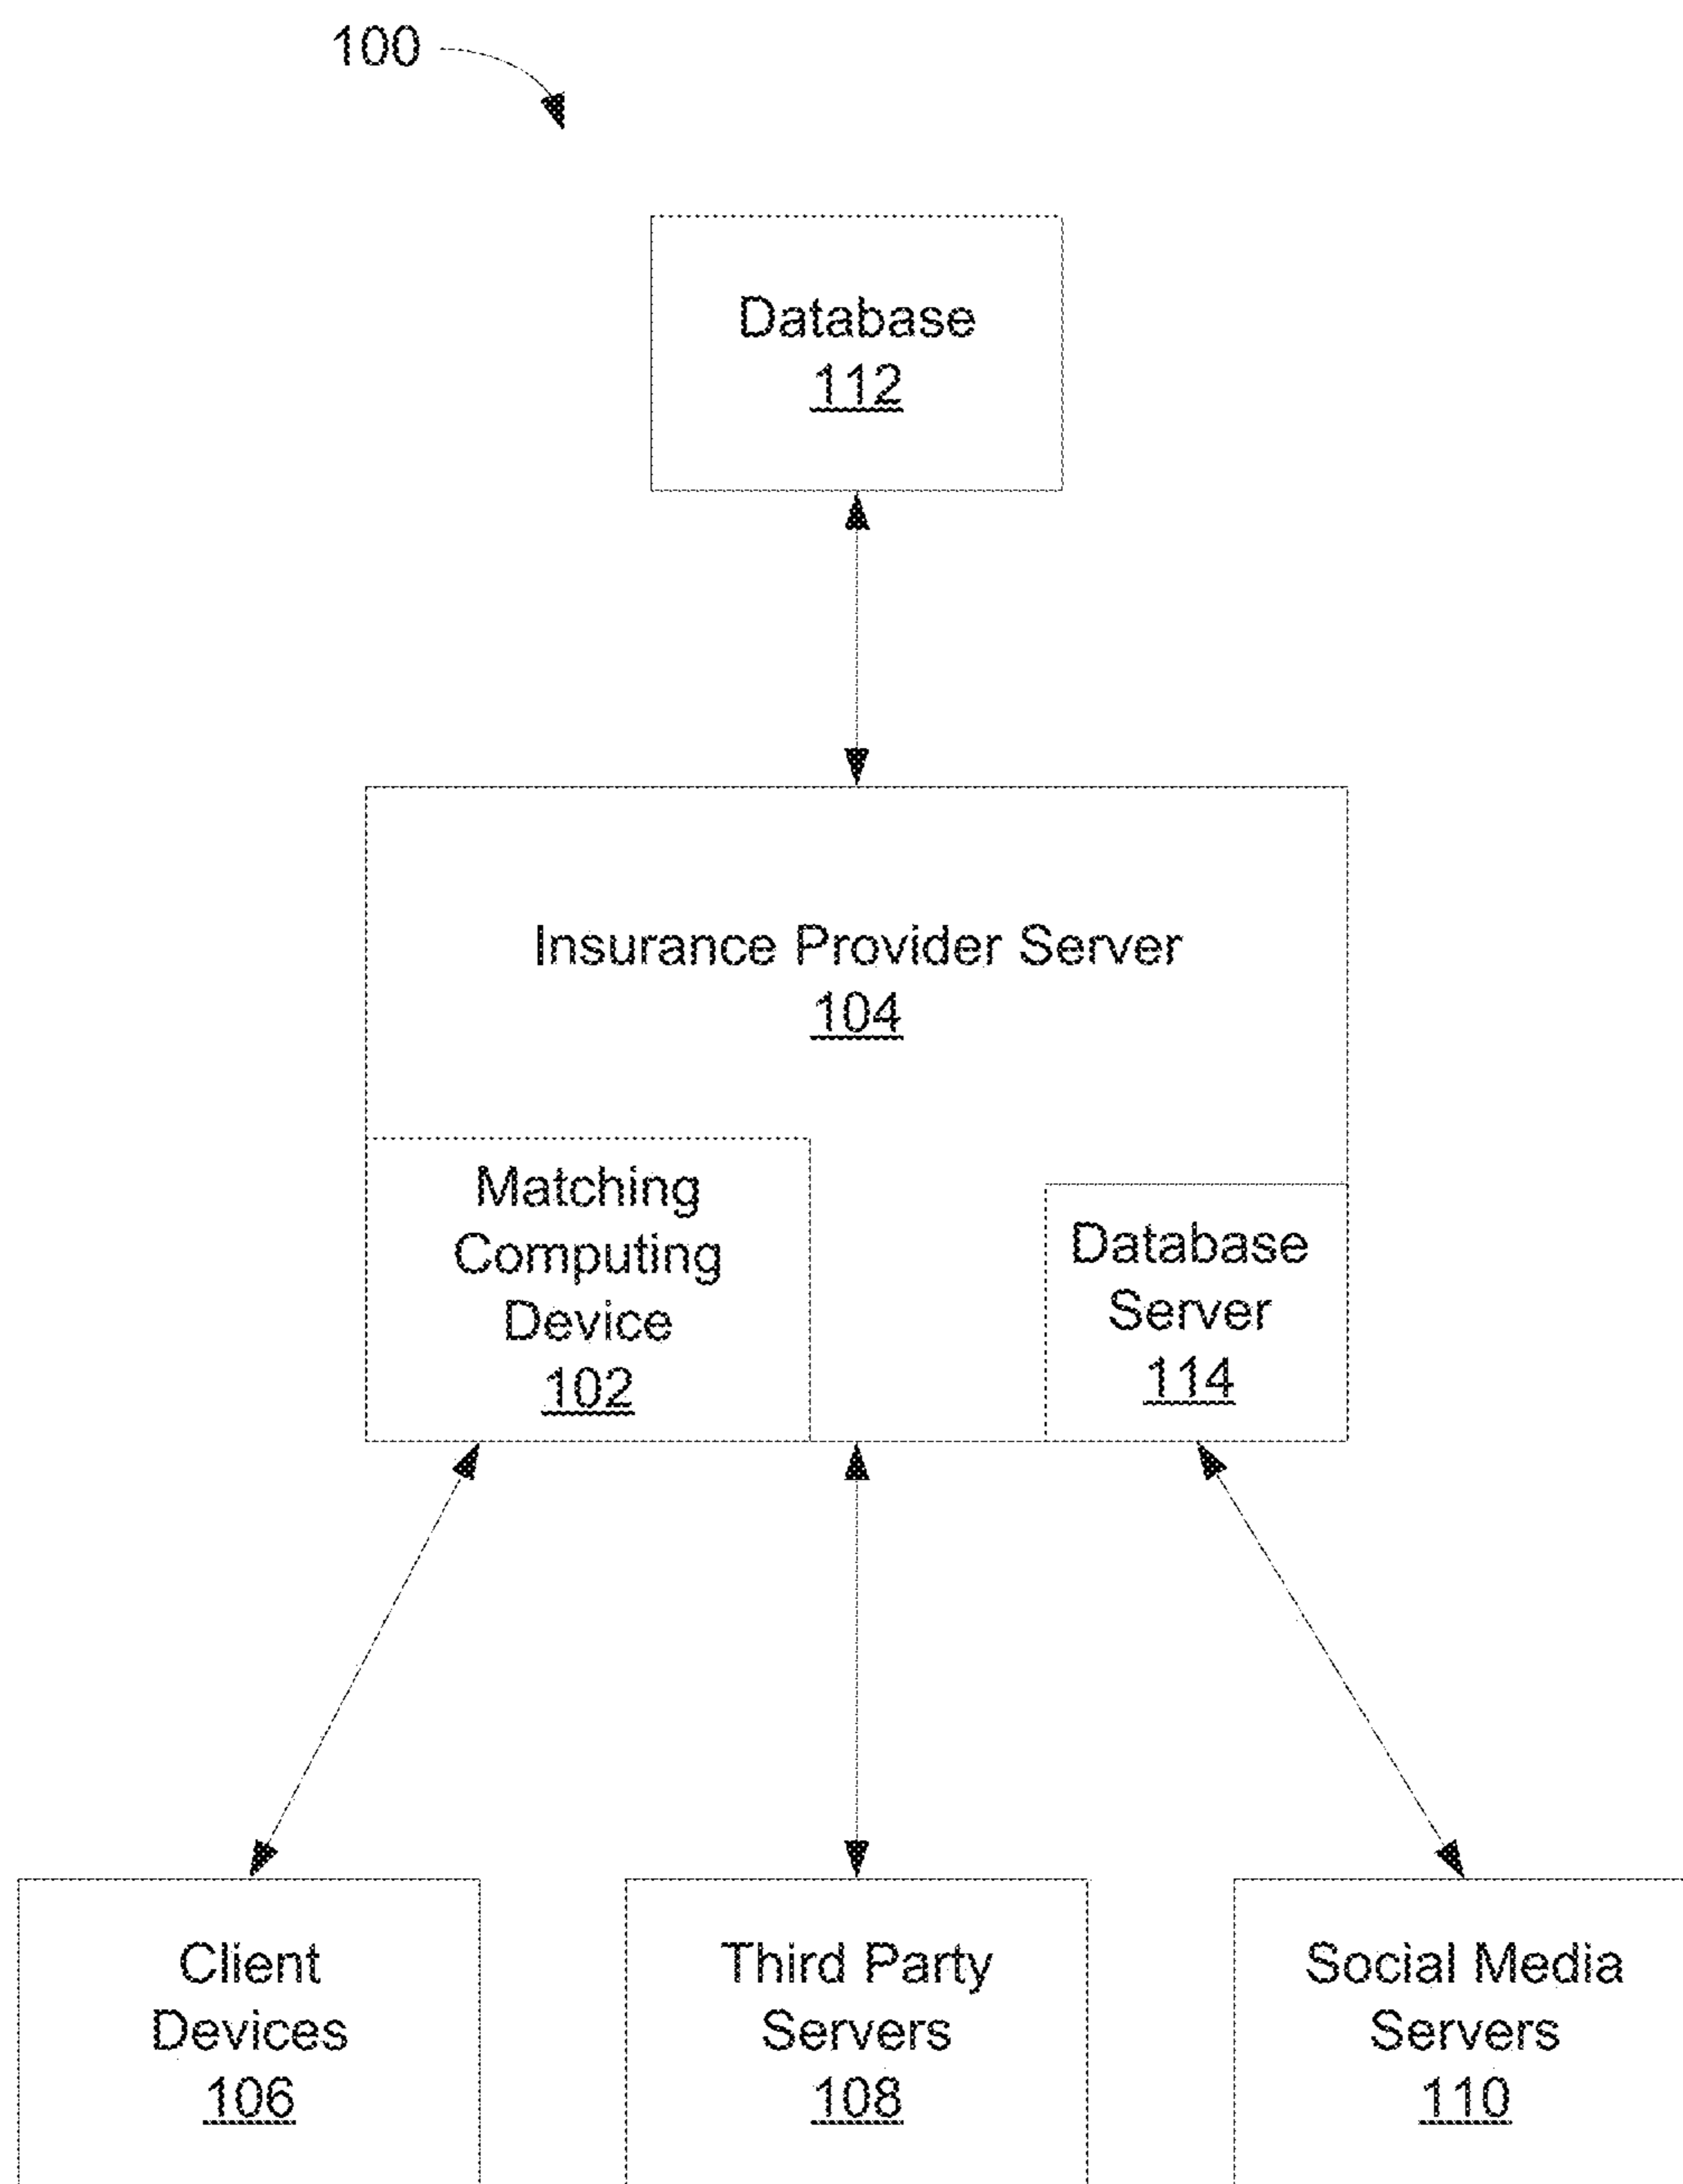 100
Database
112
Insurance Provider Server
104
Matching
Computing
Device
102
Database
Server
114
Client
Devices
106
Third Party
Servers
108
Social Media
Servers
110